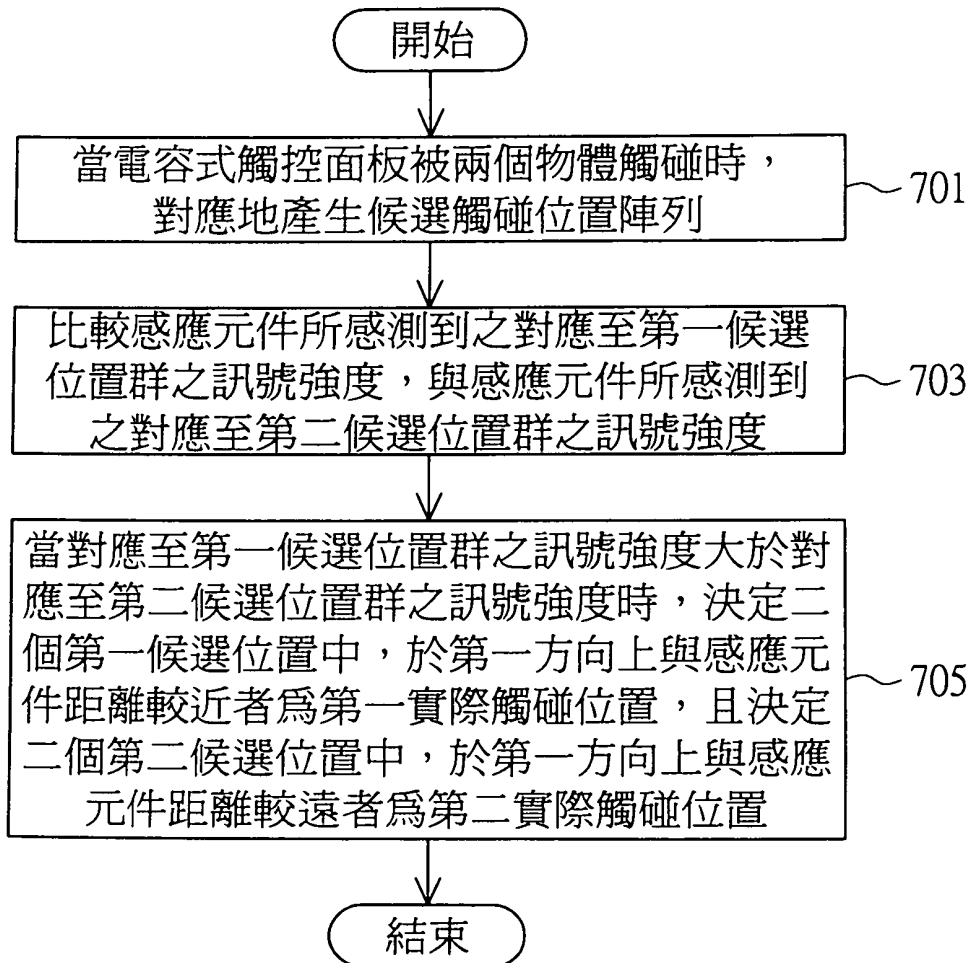 開始
當電容式觸控面板被兩個物體觸碰時，
對應地產生候選觸碰位置陣列
701
比較感應元件所感測到之對應至第一候選
位置群之訊號強度，與感應元件所感測到
之對應至第二候選位置群之訊號強度
703
當對應至第一候選位置群之訊號強度大於對
應至第二候選位置群之訊號強度時，決定二
個第一候選位置中，於第一方向上與感應元
件距離較近者爲第一實際觸碰位置，且決定
二個第二候選位置中，於第一方向上與感應
元件距離較遠者爲第二實際觸碰位置
705
結束